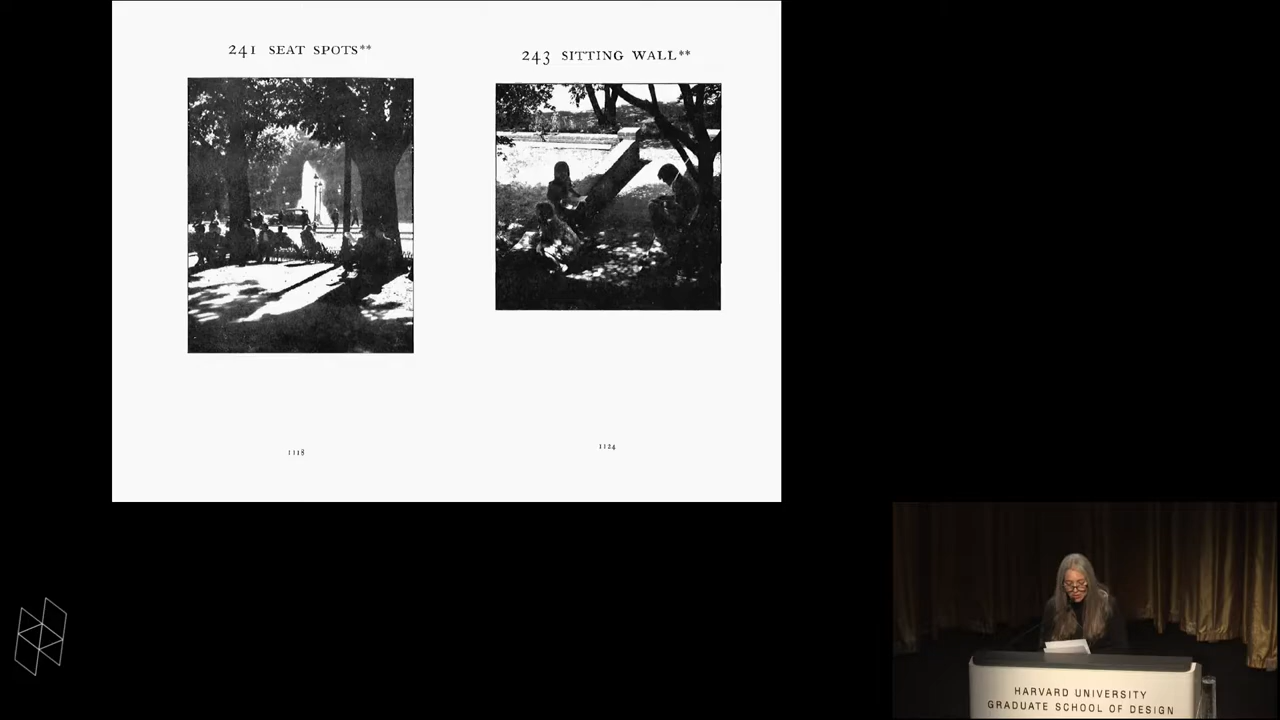 241 SEAT SPOTS**
243 SITTING WALL**
1118
1124
HARVARD UNIVERSITY
GRADUATE SCHOOL OF DESIGN